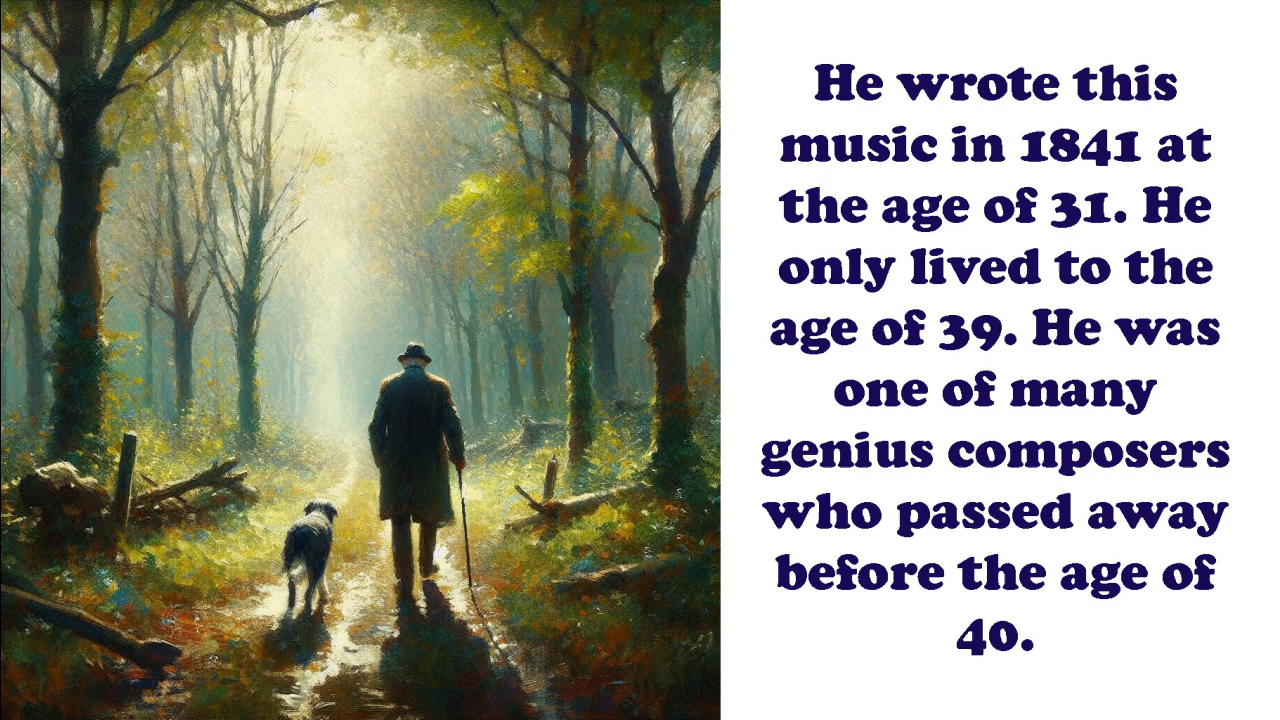 He wrote this
music in 1841 at
the age of 31. He
only lived to the
age of 39. He was
one of many
genius composers
who passed away
before the age of
40.